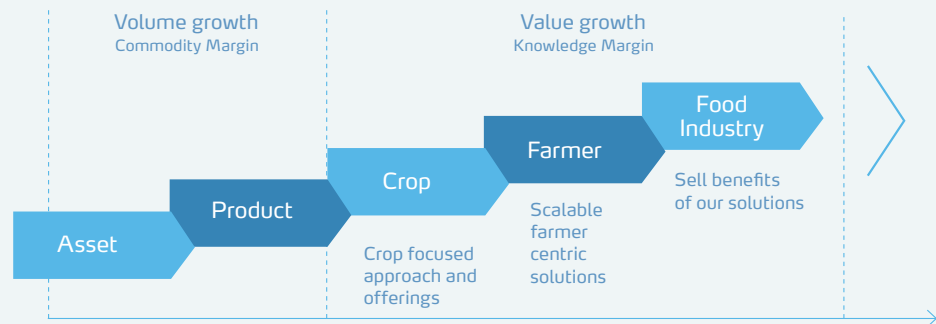 Volume growth
Commodity Margin
Value growth
Knowledge Margin
Asset
Product
Crop
Farmer
Food
Industry
Crop focused
approach and
offerings
Scalable
farmer
centric
solutions
Sell benefits
of our solutions